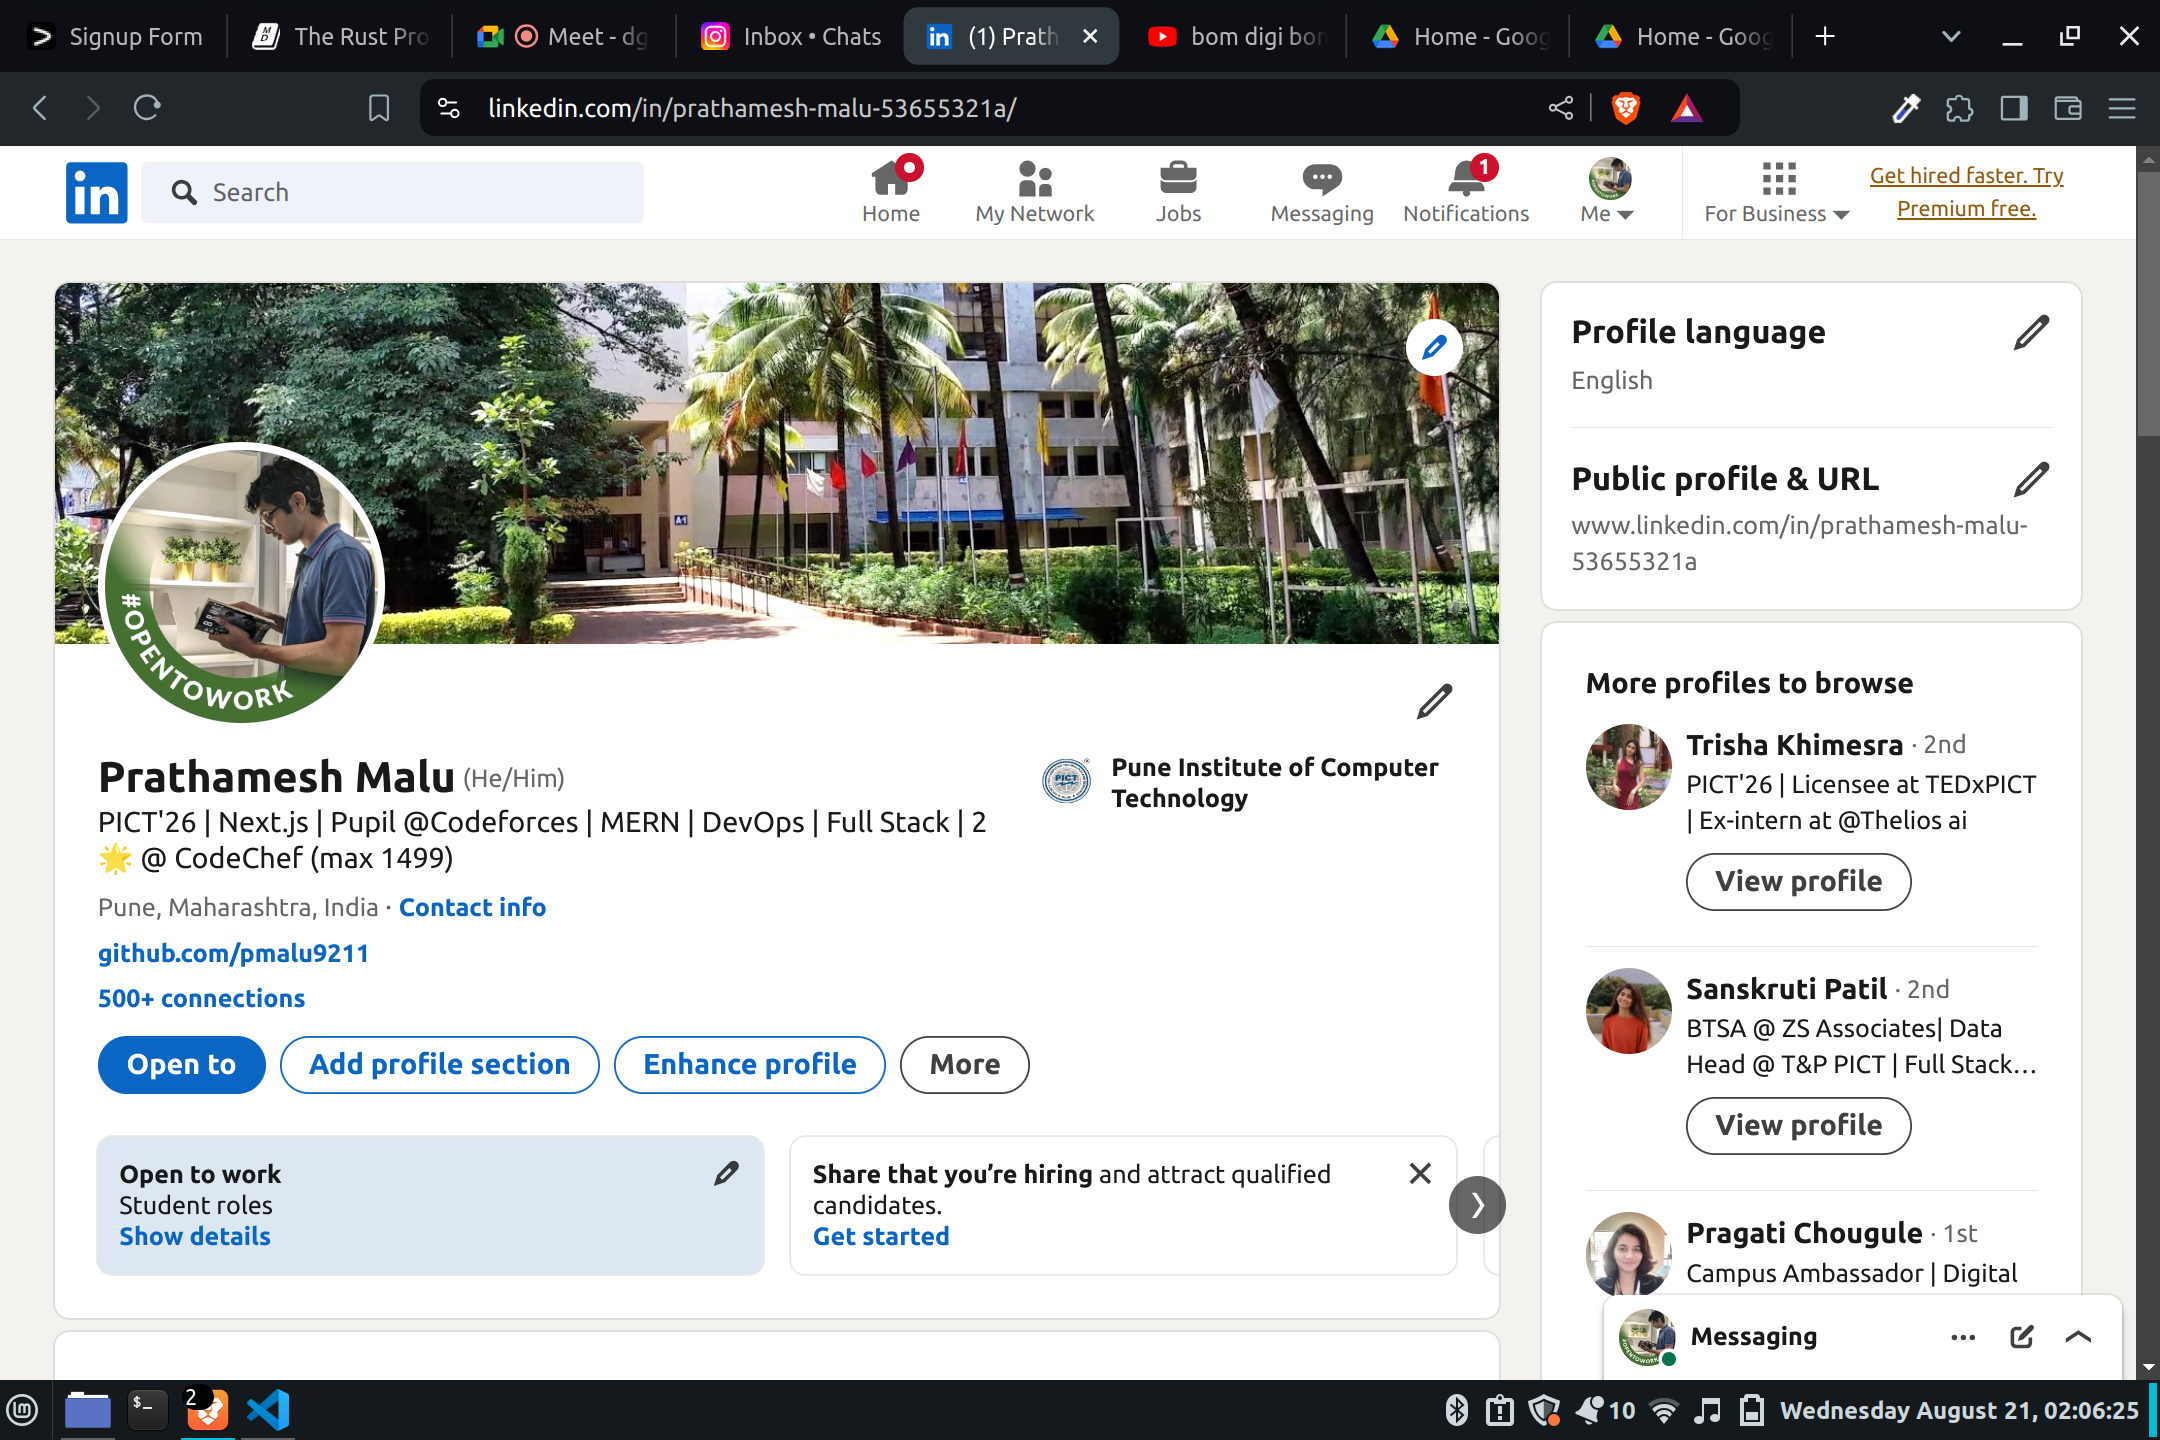 Signup Form
The Rust Pro
Meet - dg
Inbox • Chats
(1) Prath
bom digi bon
Home - Goog
Home - Goog
linkedin.com/in/prathamesh-malu-53655321a/
in
Search
Home
My Network
Jobs
Messaging
1
Notifications
Me
For Business
Get hired faster. Try
Premium free.
A-1
#OPENTOWORK
Prathamesh Malu (He/Him)
PICT'26 | Next.js | Pupil @Codeforces | MERN | DevOps | Full Stack | 2
🌟 @ CodeChef (max 1499)
Pune, Maharashtra, India · Contact info
github.com/pmalu9211
500+ connections
PICT
Pune Institute of Computer
Technology
Open to
Add profile section
Enhance profile
More
Open to work
Student roles
Show details
Share that you’re hiring and attract qualified
candidates.
Get started
Profile language
English
Public profile & URL
www.linkedin.com/in/prathamesh-malu-
53655321a
More profiles to browse
Trisha Khimesra · 2nd
PICT'26 | Licensee at TEDxPICT
| Ex-intern at @Thelios ai
View profile
Sanskruti Patil · 2nd
BTSA @ ZS Associates| Data
Head @ T&P PICT | Full Stack...
View profile
Pragati Chougule · 1st
Campus Ambassador | Digital
Messaging
2
10
Wednesday August 21, 02:06:25